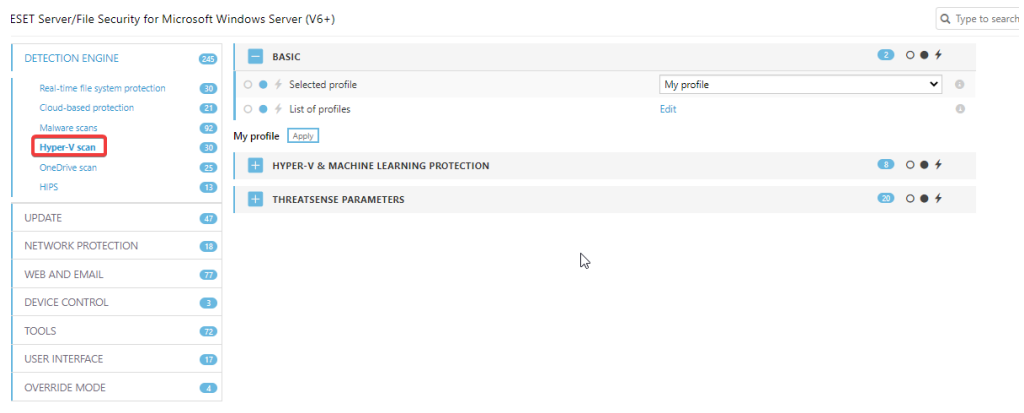 ESET Server/File Security for Microsoft Windows Server (V6+)
Type to search
DETECTION ENGINE 245
Real-time file system protection 30
Cloud-based protection 21
Malware scans 92
Hyper-V scan 30
OneDrive scan 25
HIPS 13
UPDATE 47
NETWORK PROTECTION 18
WEB AND EMAIL 77
DEVICE CONTROL 3
TOOLS 72
USER INTERFACE 17
OVERRIDE MODE 4
BASIC 2
Selected profile My profile
List of profiles Edit
My profile Apply
HYPER-V & MACHINE LEARNING PROTECTION 8
THREATSENSE PARAMETERS 20